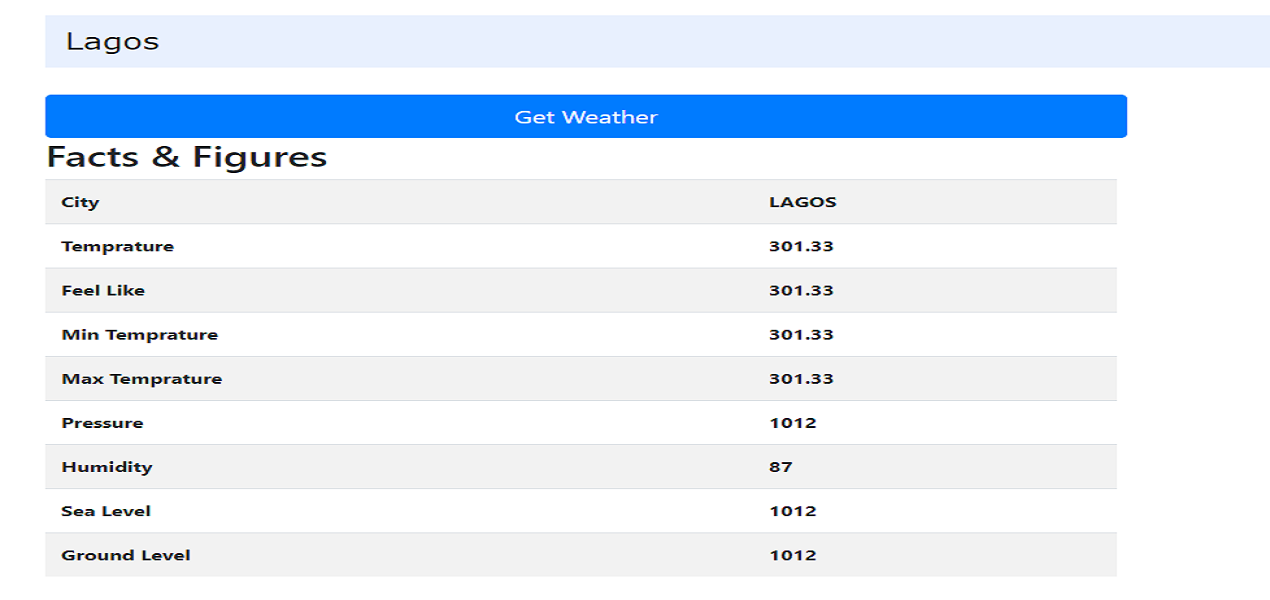 Lagos
Get Weather
Facts & Figures
City LAGOS
Temprature 301.33
Feel Like 301.33
Min Temprature 301.33
Max Temprature 301.33
Pressure 1012
Humidity 87
Sea Level 1012
Ground Level 1012